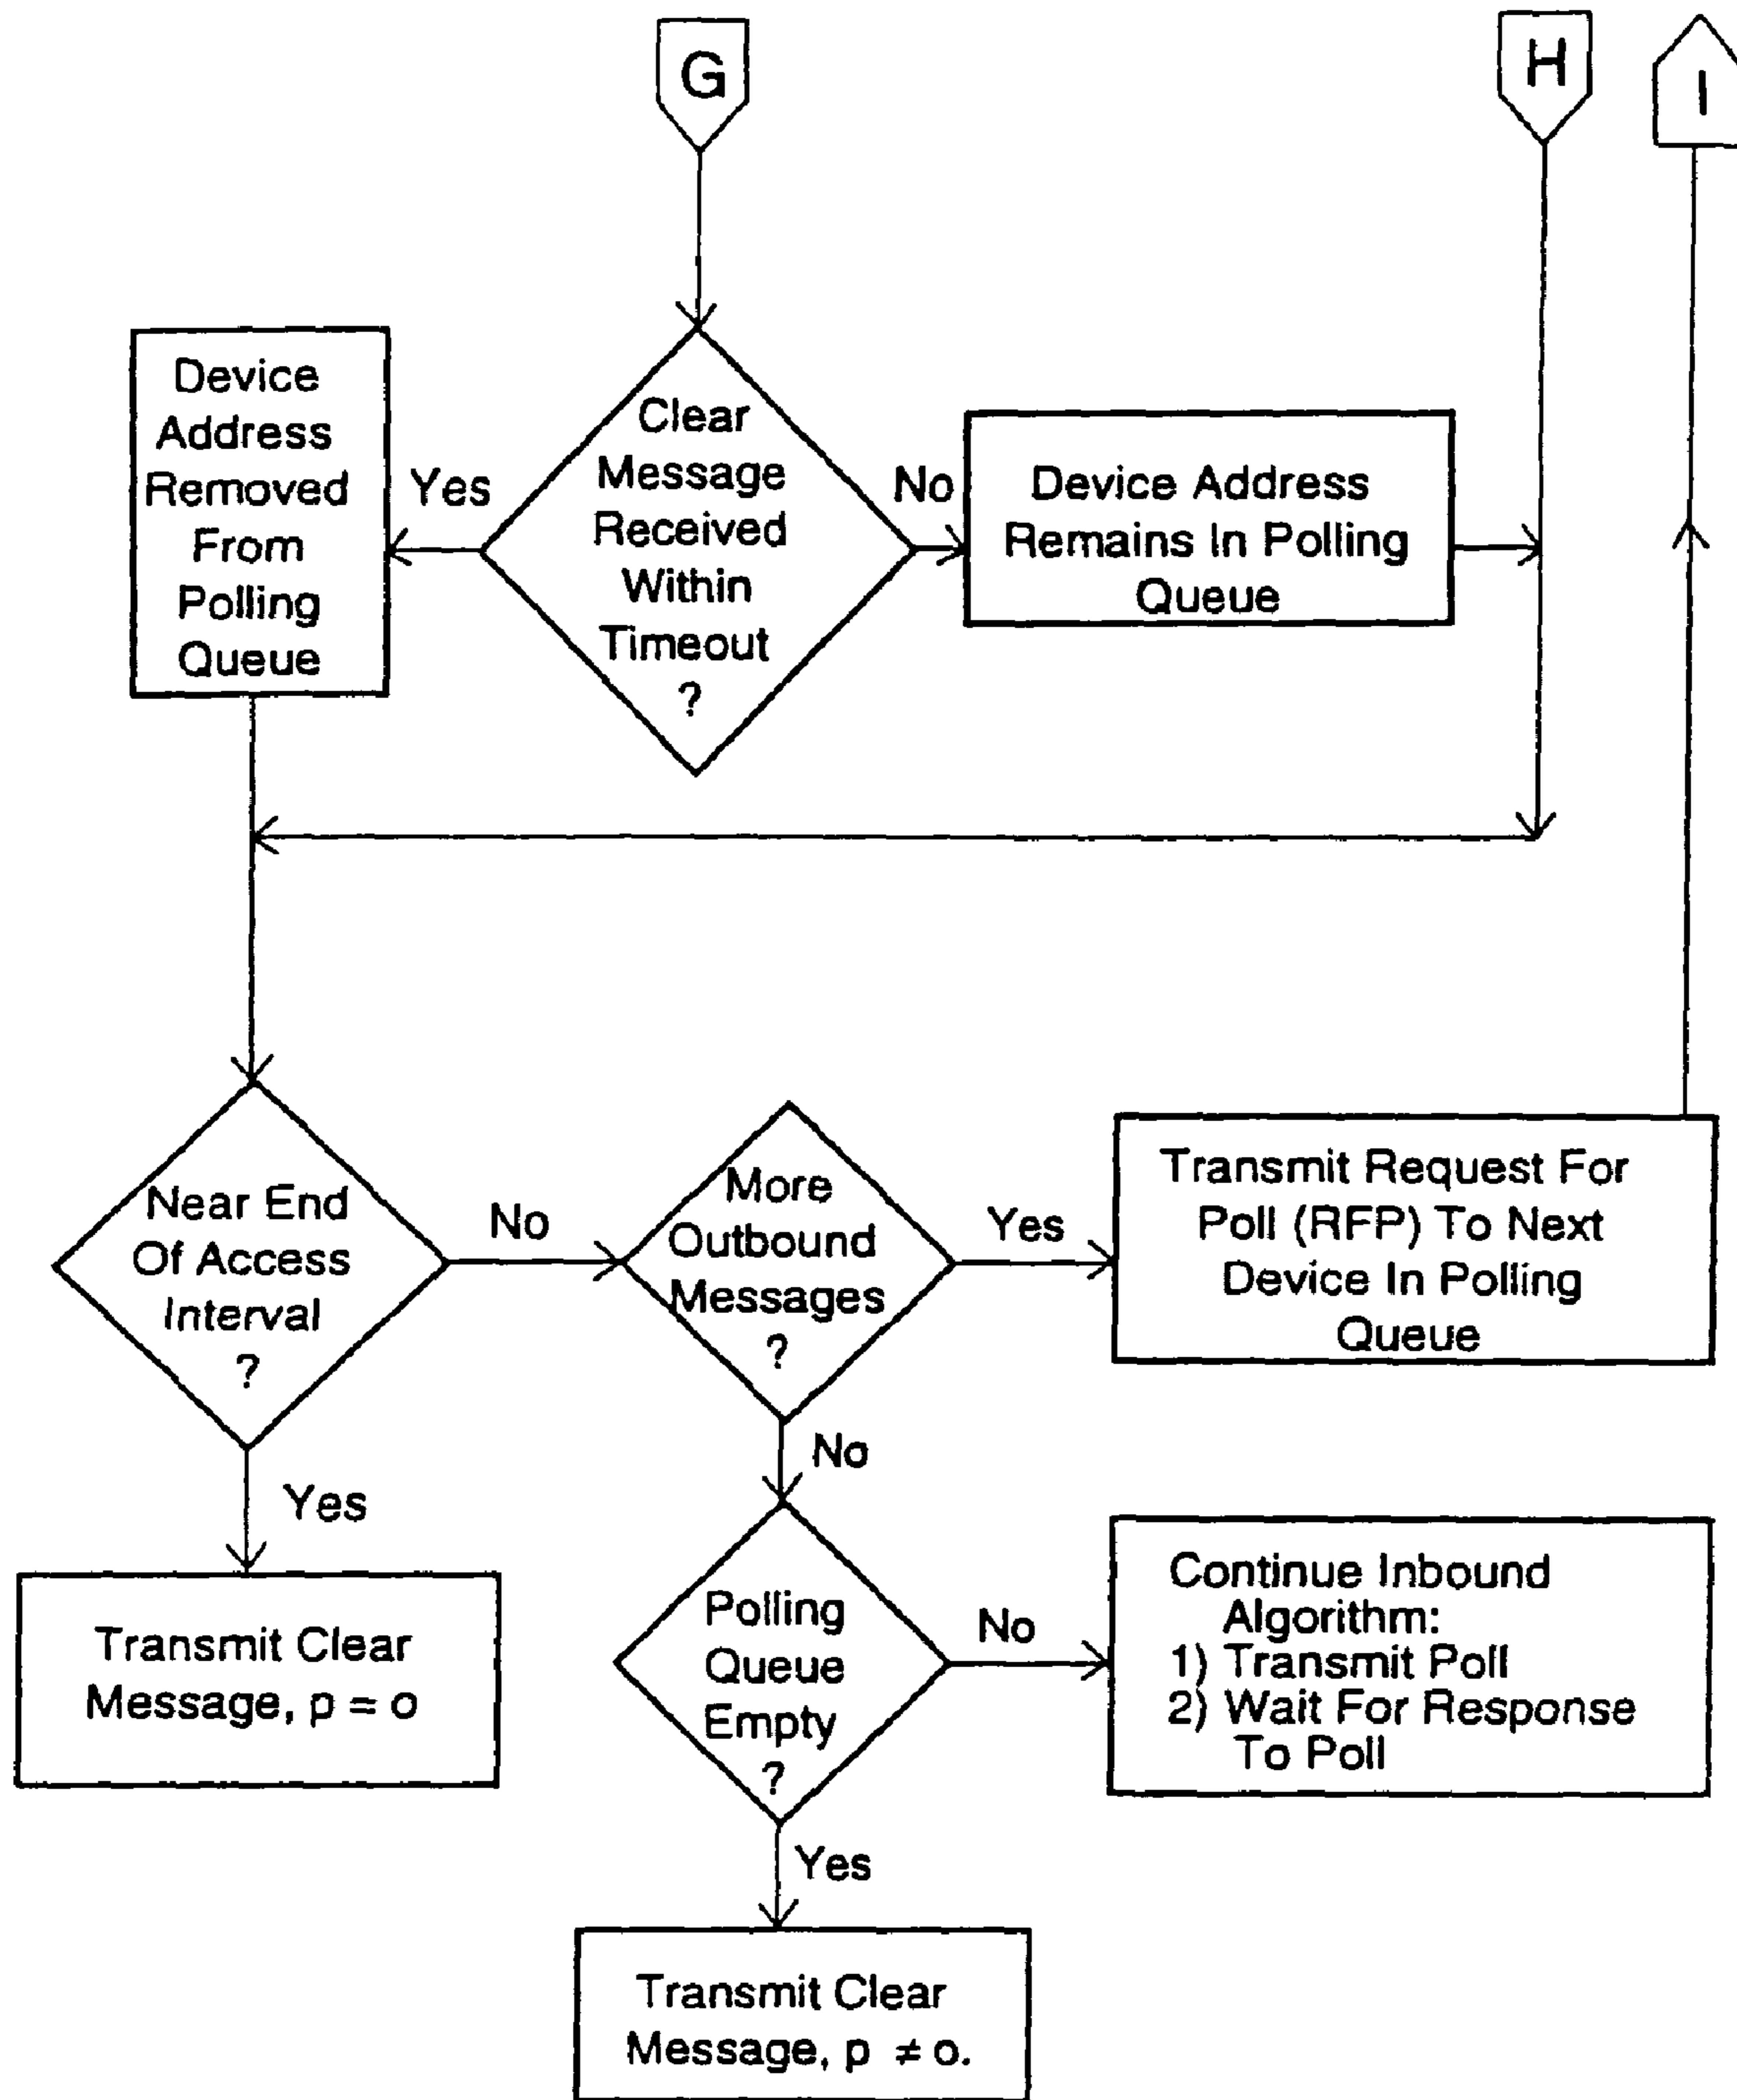 G
H
I
Device
Address
Removed
From
Polling
Queue
Yes
Clear
Message
Received
Within
Timeout
?
No
Device Address
Remains In Polling
Queue
Near End
Of Access
Interval
?
No
More
Outbound
Messages
?
Yes
Transmit Request For
Poll (RFP) To Next
Device In Polling
Queue
Yes
No
Transmit Clear
Message, p = o
Polling
Queue
Empty
?
No
Continue Inbound
Algorithm:
1) Transmit Poll
2) Wait For Response
To Poll
Yes
Transmit Clear
Message, p ≠ o.